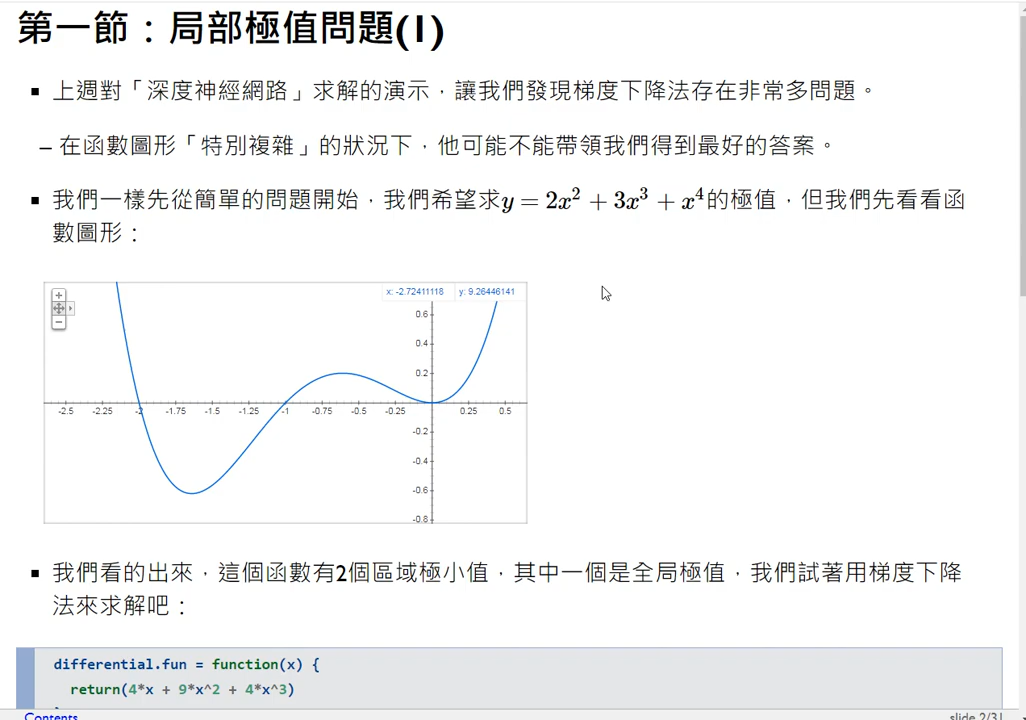 第一節：局部極值問題(1)
上週對「深度神經網路」求解的演示，讓我們發現梯度下降法存在非常多問題。
– 在函數圖形「特別複雜」的狀況下，他可能不能帶領我們得到最好的答案。
我們一樣先從簡單的問題開始，我們希望求y = 2x² + 3x³ + x⁴的極值，但我們先看看函
數圖形：
x: -2.72411118 y: 9.26446141
0.6
0.4
0.2
-2.5 -2.25 -2 -1.75 -1.5 -1.25 -1 -0.75 -0.5 -0.25 0.25 0.5
-0.2
-0.4
-0.6
-0.8
我們看的出來，這個函數有2個區域極小值，其中一個是全局極值，我們試著用梯度下降
法來求解吧：
differential.fun = function(x) {
return(4*x + 9*x^2 + 4*x^3)
Contents slide 2/31